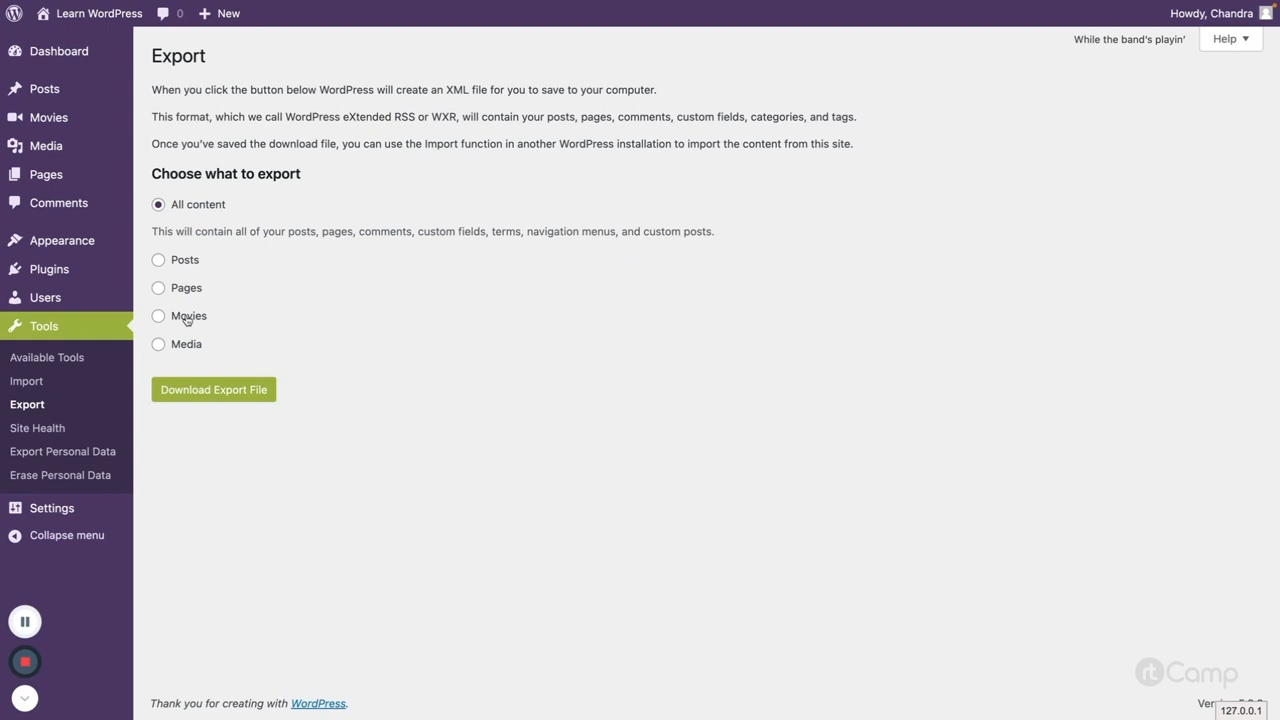 Learn WordPress 0 New Howdy, Chandra
While the band's playin' Help
Dashboard
Posts
Movies
Media
Pages
Comments
Appearance
Plugins
Users
Tools
Available Tools
Import
Export
Site Health
Export Personal Data
Erase Personal Data
Settings
Collapse menu
Export
When you click the button below WordPress will create an XML file for you to save to your computer.
This format, which we call WordPress eXtended RSS or WXR, will contain your posts, pages, comments, custom fields, categories, and tags.
Once you've saved the download file, you can use the Import function in another WordPress installation to import the content from this site.
Choose what to export
All content
This will contain all of your posts, pages, comments, custom fields, terms, navigation menus, and custom posts.
Posts
Pages
Movies
Media
Download Export File
rtCamp
Thank you for creating with WordPress.
127.0.0.1